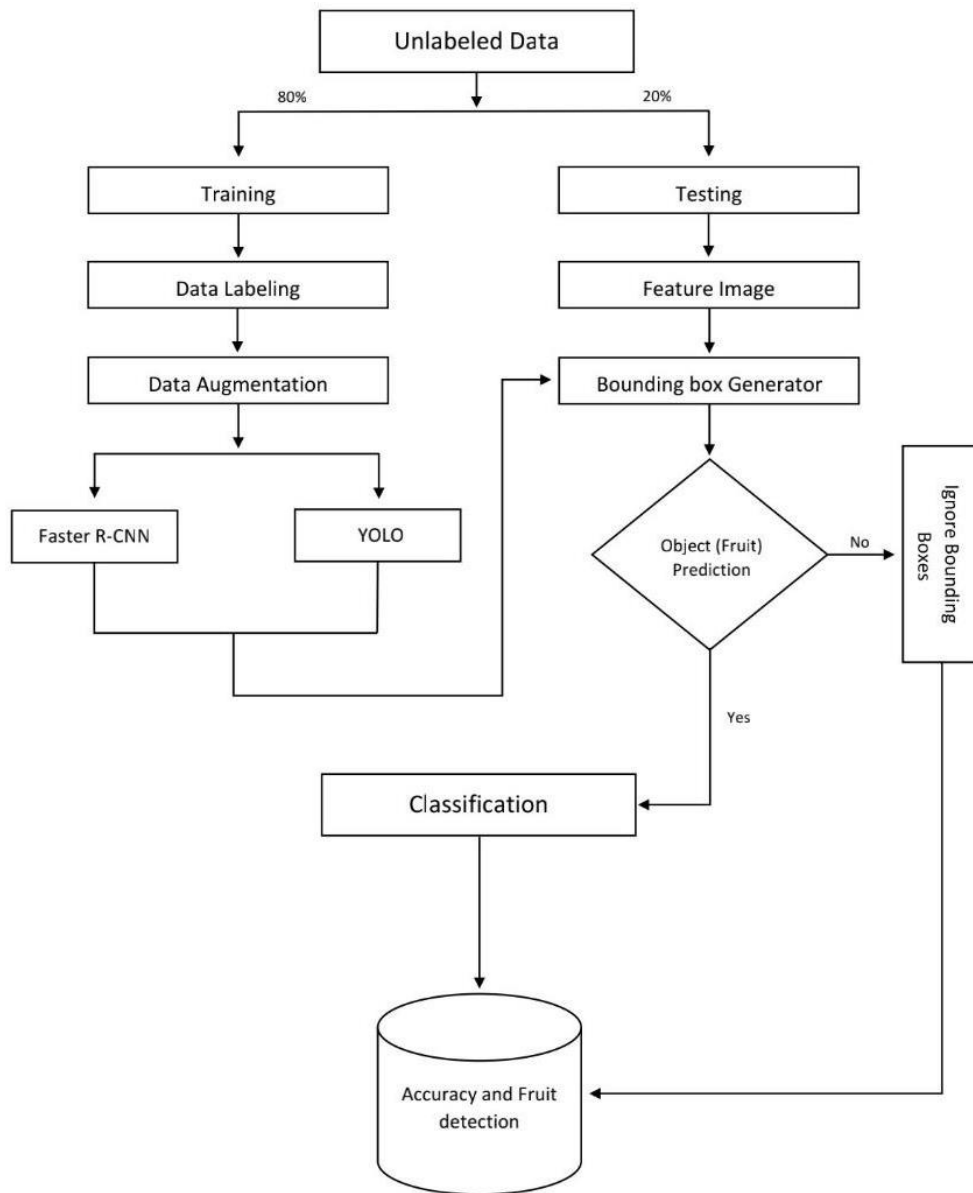 Unlabeled Data
80%
20%
Training
Testing
Data Labeling
Feature Image
Data Augmentation
Bounding box Generator
Faster R-CNN
YOLO
Object (Fruit)
Prediction
No
Ignore Bounding
Boxes
Yes
Classification
Accuracy and Fruit
detection